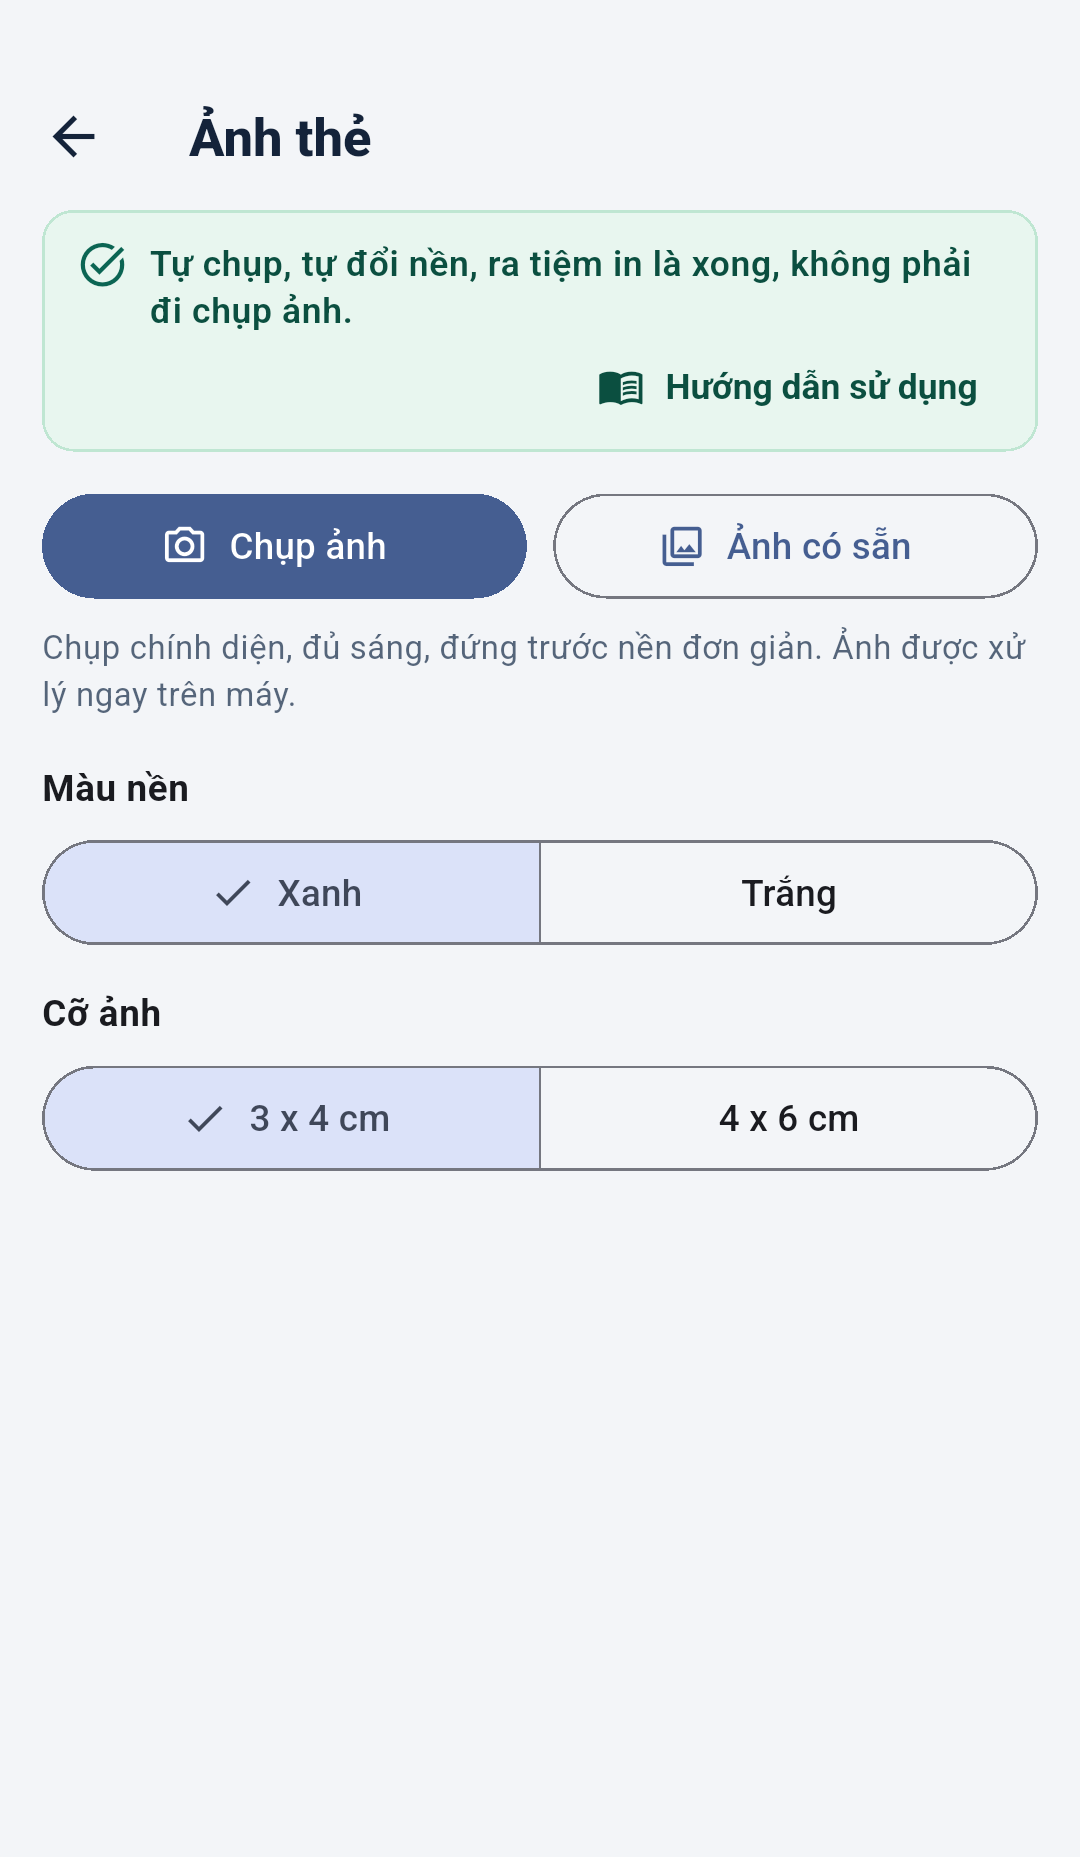 Ảnh thẻ
Tự chụp, tự đổi nền, ra tiệm in là xong, không phải
đi chụp ảnh.
Hướng dẫn sử dụng
Chụp ảnh
Ảnh có sẵn
Chụp chính diện, đủ sáng, đứng trước nền đơn giản. Ảnh được xử
lý ngay trên máy.
Màu nền
Xanh
Trắng
Cỡ ảnh
3 x 4 cm
4 x 6 cm